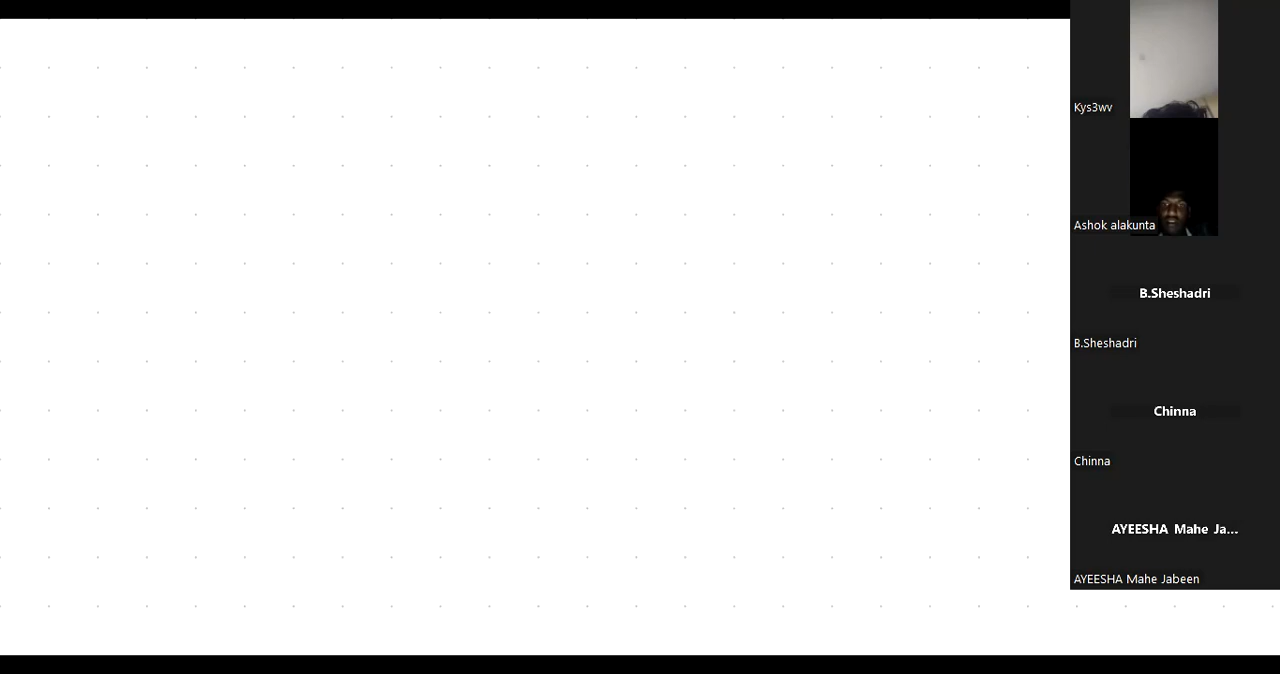 Kys3wv
Ashok alakunta
B.Sheshadri
B.Sheshadri
Chinna
Chinna
AYEESHA Mahe Ja...
AYEESHA Mahe Jabeen